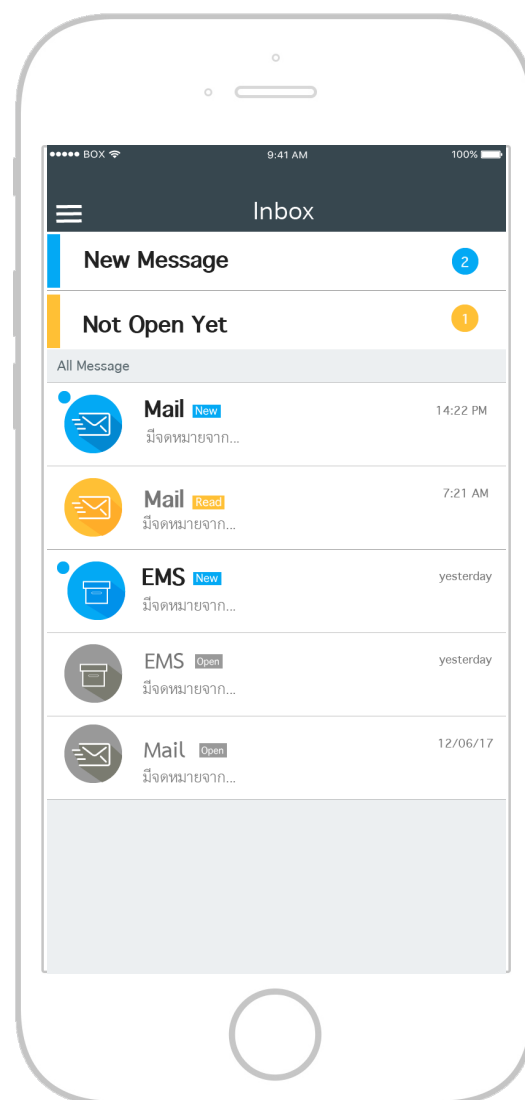 BOX 9:41 AM 100%
Inbox
New Message 2
Not Open Yet 1
All Message
Mail New 14:22 PM
มีจดหมายจาก...
Mail Read 7:21 AM
มีจดหมายจาก...
EMS New yesterday
มีจดหมายจาก...
EMS Open yesterday
มีจดหมายจาก...
Mail Open 12/06/17
มีจดหมายจาก...